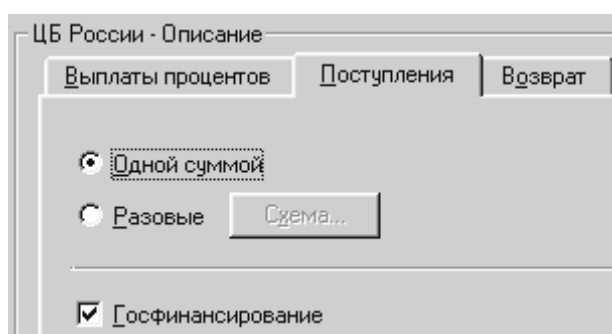 ЦБ России - Описание
Выплаты процентов Поступления Возврат
Одной суммой
Разовые Схема...
Госфинансирование